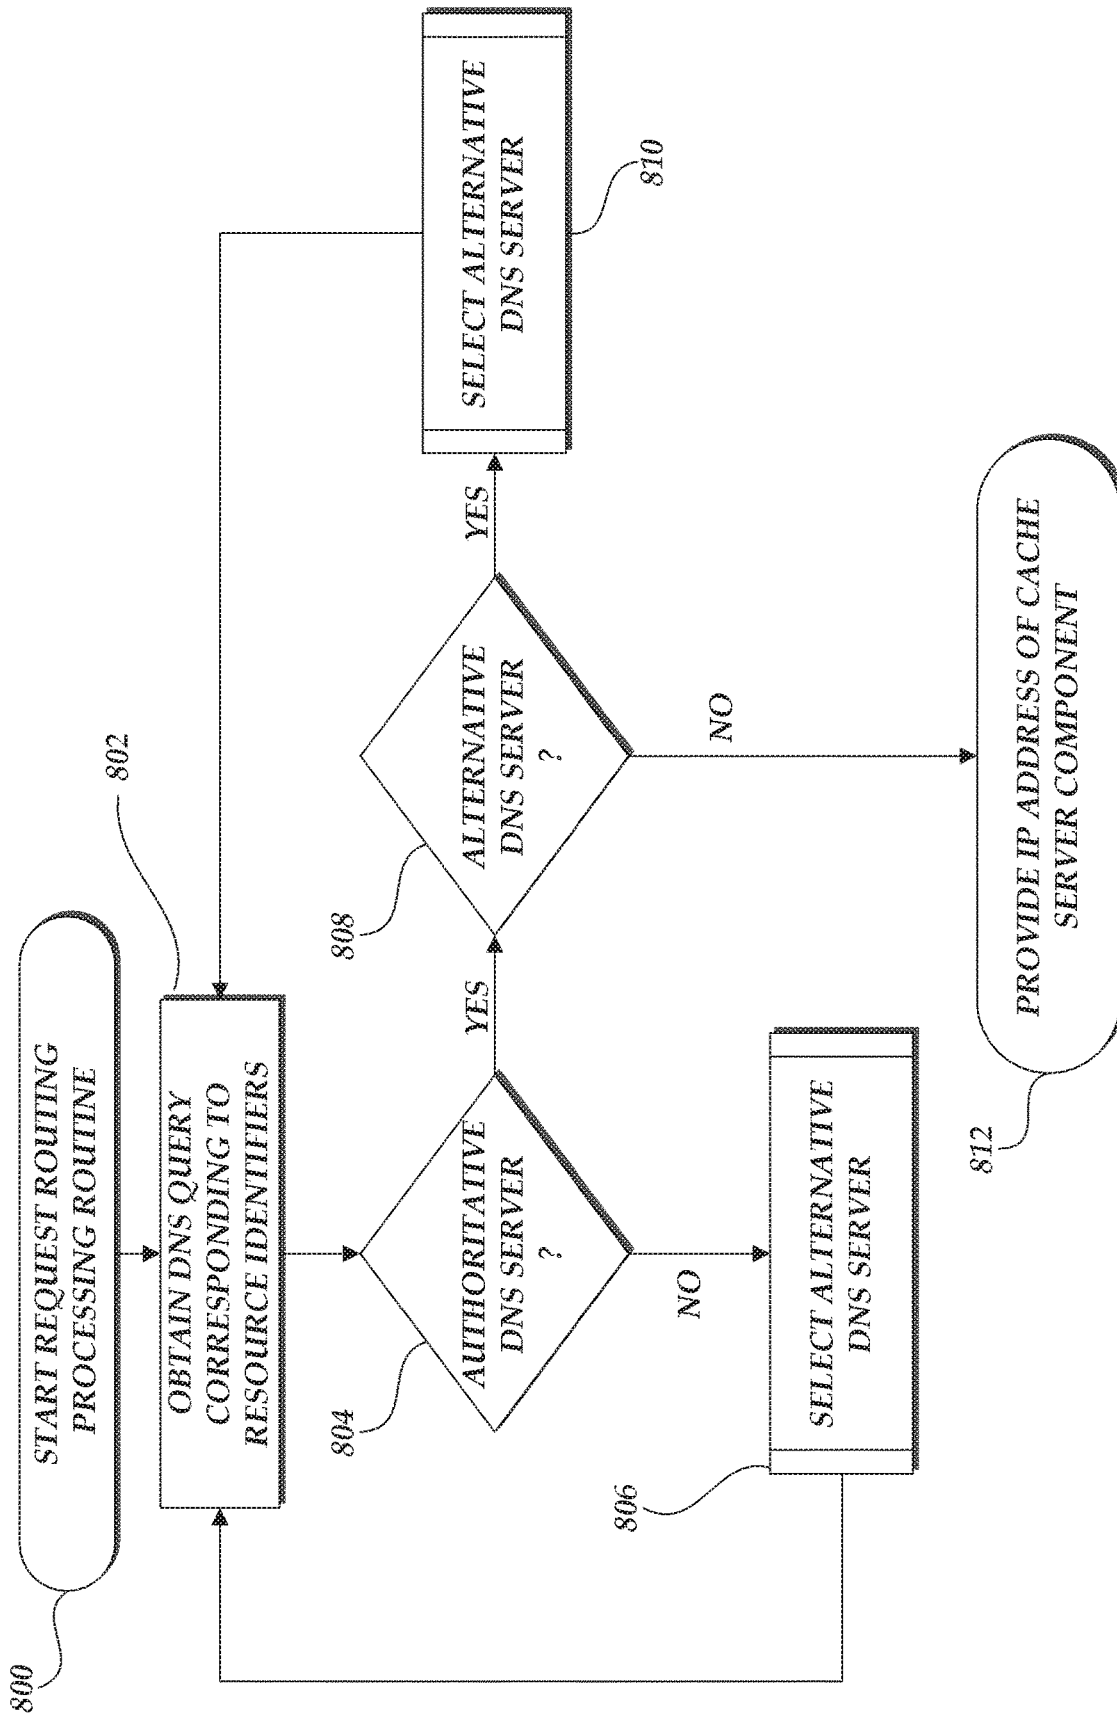 800
START REQUEST ROUTING
PROCESSING ROUTINE
802
OBTAIN DNS QUERY
CORRESPONDING TO
RESOURCE IDENTIFIERS
804
AUTHORITATIVE
DNS SERVER
?
YES
808
ALTERNATIVE
DNS SERVER
?
YES
SELECT ALTERNATIVE
DNS SERVER
810
NO
806
SELECT ALTERNATIVE
DNS SERVER
NO
812
PROVIDE IP ADDRESS OF CACHE
SERVER COMPONENT